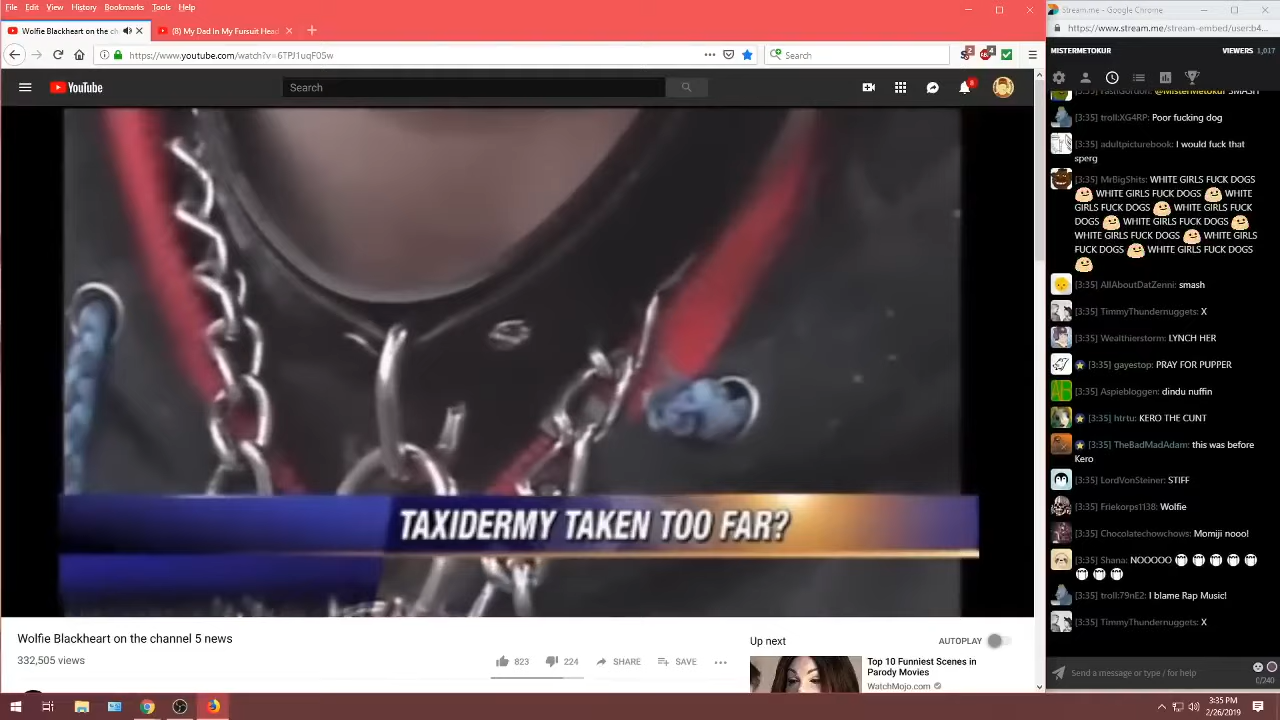 File Edit View History Bookmarks Tools Help
Wolfie Blackheart on the ch
(8) My Dad in My Fursuit Head
https://www.youtube.com/watch?v=6TPJ1uqF05w
Search
YouTube
Search
8
TAXIDERMY TAKEN TOO FAR?
Wolfie Blackheart on the channel 5 news
332,505 views
823
224
SHARE
SAVE
Up next
AUTOPLAY
Top 10 Funniest Scenes in
Parody Movies
WatchMojo.com
Stream.me - Google Chrome
https://www.stream.me/stream-embed/user:b4...
MISTERMETOKUR
VIEWERS 1,017
[3:35] troll:XG4RP: Poor fucking dog
[3:35] adultpicturebook: I would fuck that
sperg
[3:35] MrBigShits: WHITE GIRLS FUCK DOGS
WHITE GIRLS FUCK DOGS WHITE
GIRLS FUCK DOGS WHITE GIRLS FUCK
DOGS WHITE GIRLS FUCK DOGS
WHITE GIRLS FUCK DOGS WHITE GIRLS
FUCK DOGS WHITE GIRLS FUCK DOGS
[3:35] AllAboutDatZenni: smash
[3:35] TimmyThundernuggets: X
[3:35] Wealthierstorm: LYNCH HER
[3:35] gayestop: PRAY FOR PUPPER
[3:35] Aspiebloggen: dindu nuffin
[3:35] htrtu: KERO THE CUNT
[3:35] TheBadMadAdam: this was before
Kero
[3:35] LordVonSteiner: STIFF
[3:35] Friekorps1138: Wolfie
[3:35] Chocolatechowchows: Momiji nooo!
[3:35] Shana: NOOOOO
[3:35] troll:79nE2: I blame Rap Music!
[3:35] TimmyThundernuggets: X
Send a message or type / for help
0/240
3:35 PM
2/26/2019